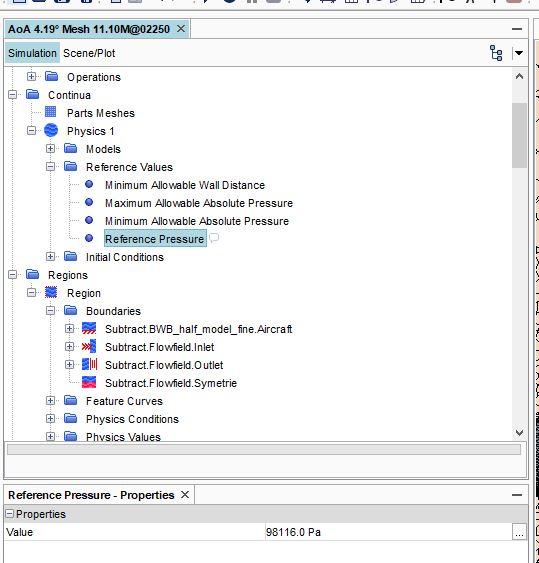 AoA 4.19° Mesh 11.10M@02250
Simulation Scene/Plot
Operations
Continua
Parts Meshes
Physics 1
Models
Reference Values
Minimum Allowable Wall Distance
Maximum Allowable Absolute Pressure
Minimum Allowable Absolute Pressure
Reference Pressure
Initial Conditions
Regions
Region
Boundaries
Subtract.BWB_half_model_fine.Aircraft
Subtract.Flowfield.Inlet
Subtract.Flowfield.Outlet
Subtract.Flowfield.Symetrie
Feature Curves
Physics Conditions
Physics Values
Reference Pressure - Properties
Properties
Value 98116.0 Pa ...